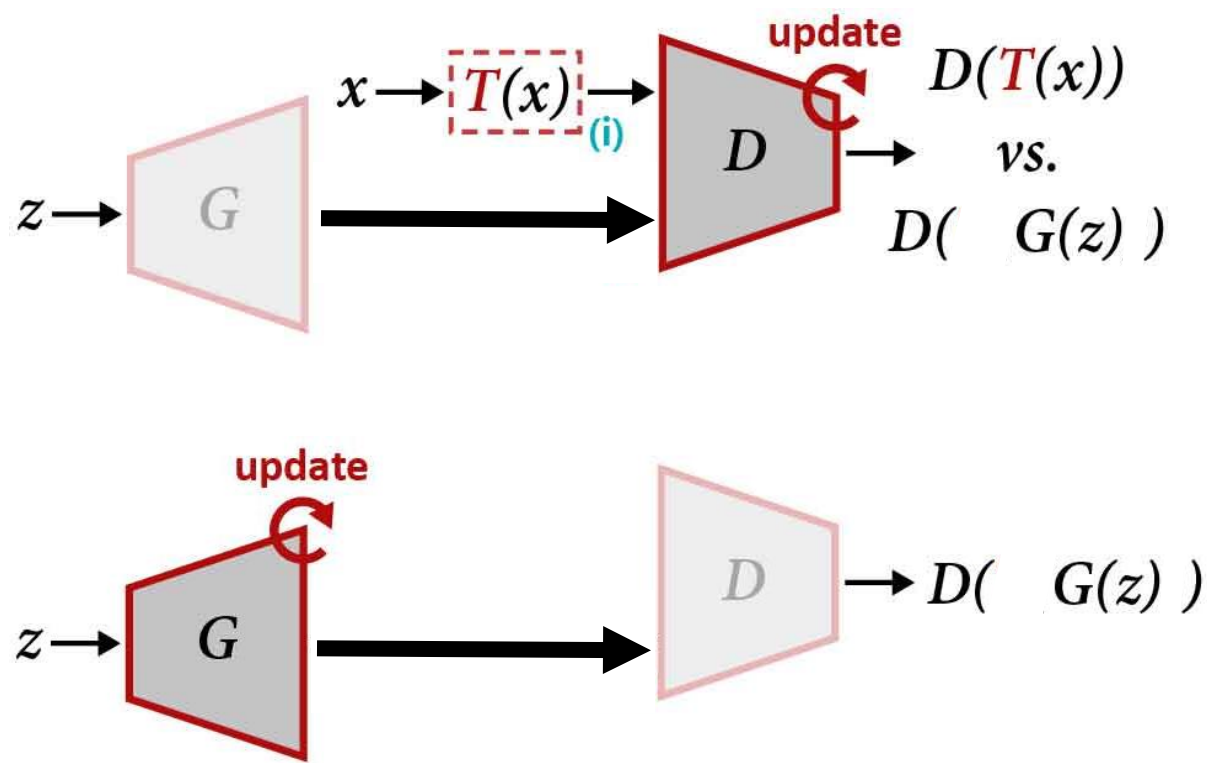 update
x T(x) D D(T(x))
(i)
vs.
z G
D( G(z) )
update
z G D D( G(z) )